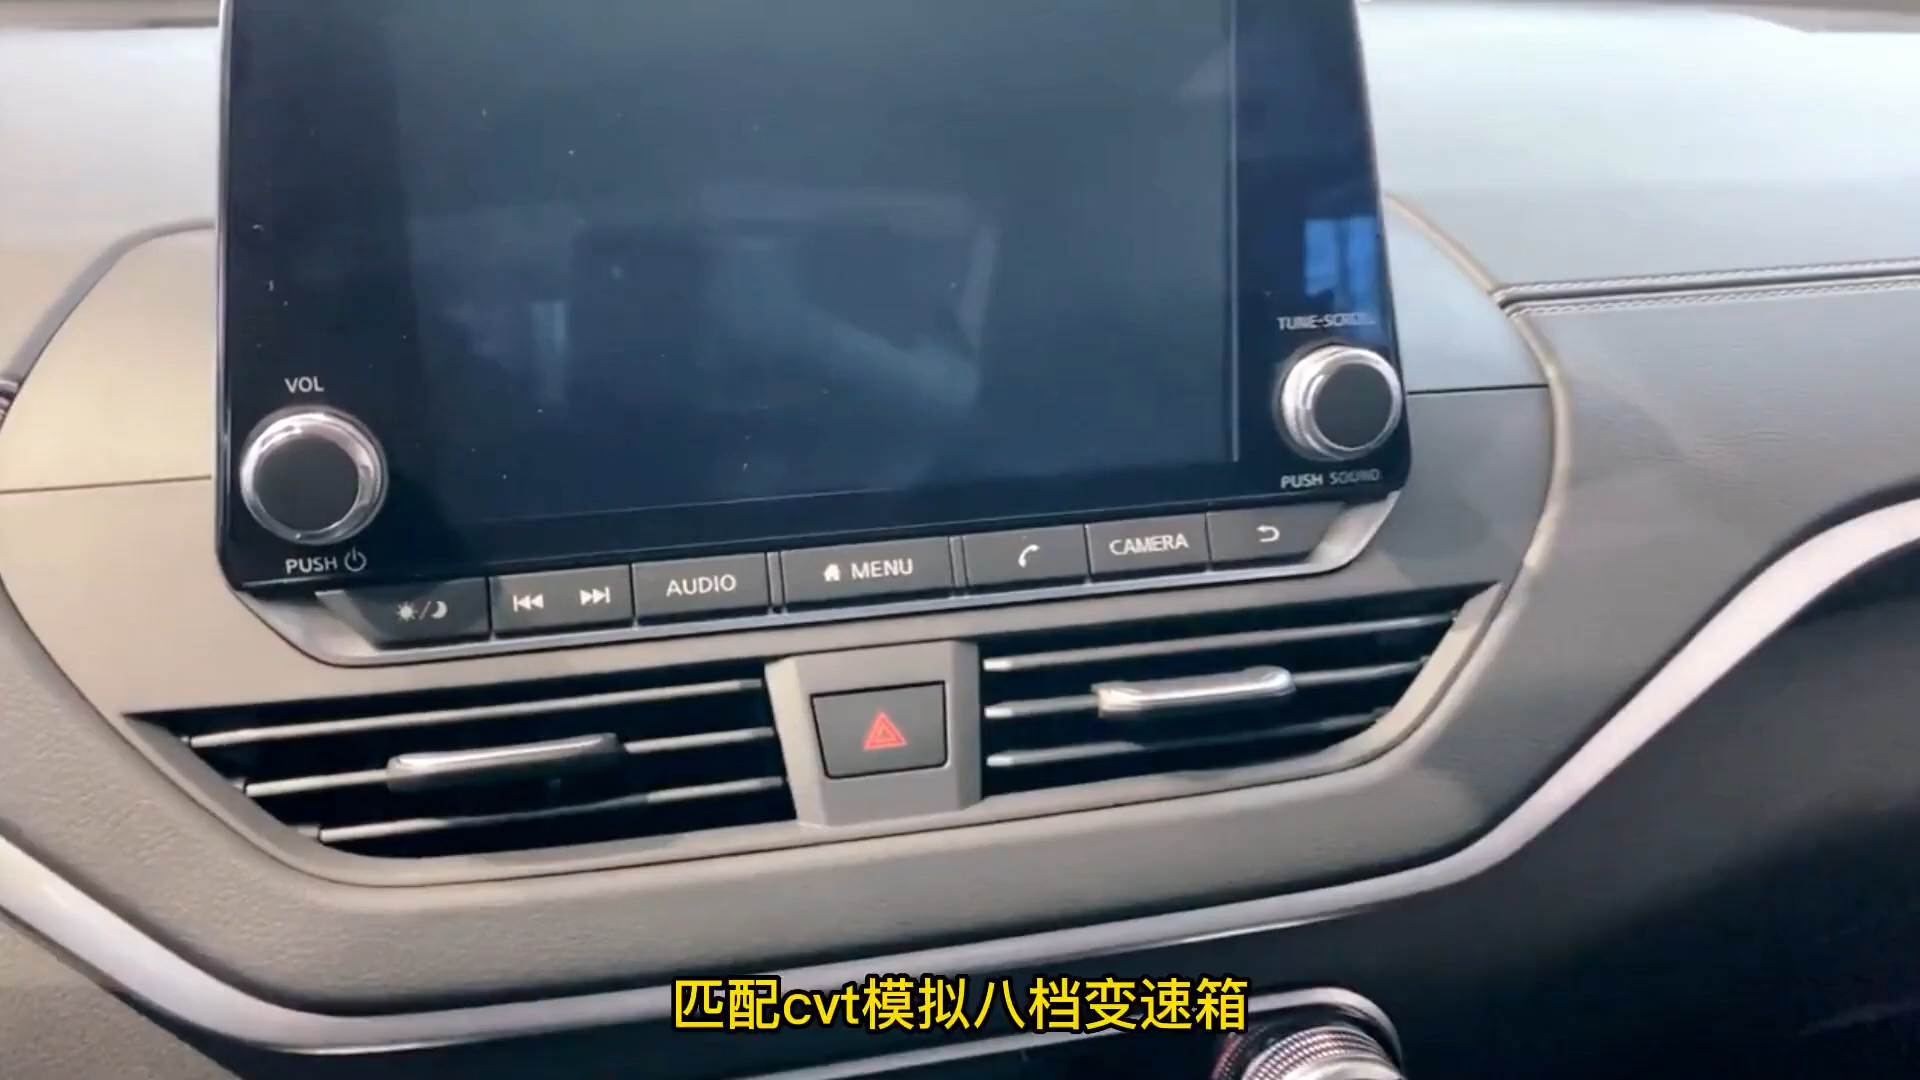 TUNE·SCROLL
VOL
PUSH SOUND
PUSH
AUDIO
MENU
CAMERA
匹配cvt模拟八档变速箱